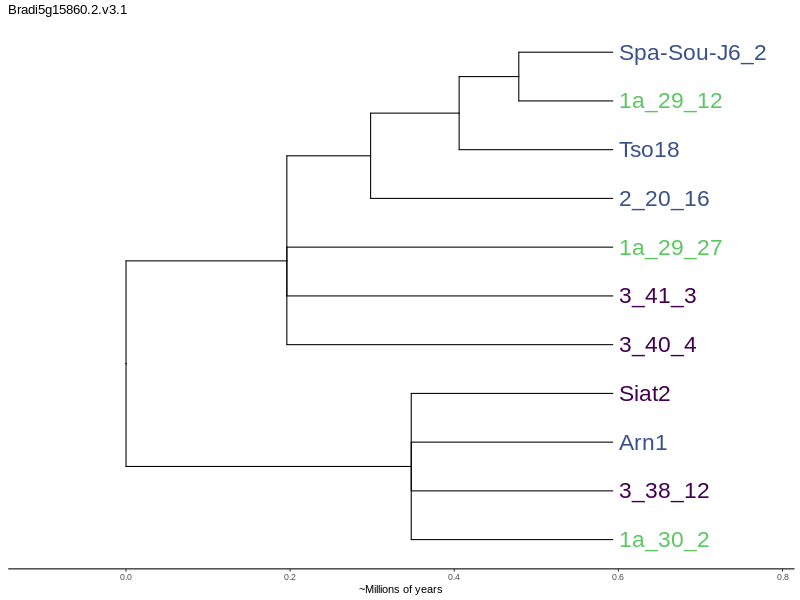 Bradi5g15860.2.v3.1
Spa-Sou-J6_2
1a_29_12
Tso18
2_20_16
1a_29_27
3_41_3
3_40_4
Siat2
Arn1
3_38_12
1a_30_2
0.0 0.2 0.4 0.6 0.8
~Millions of years